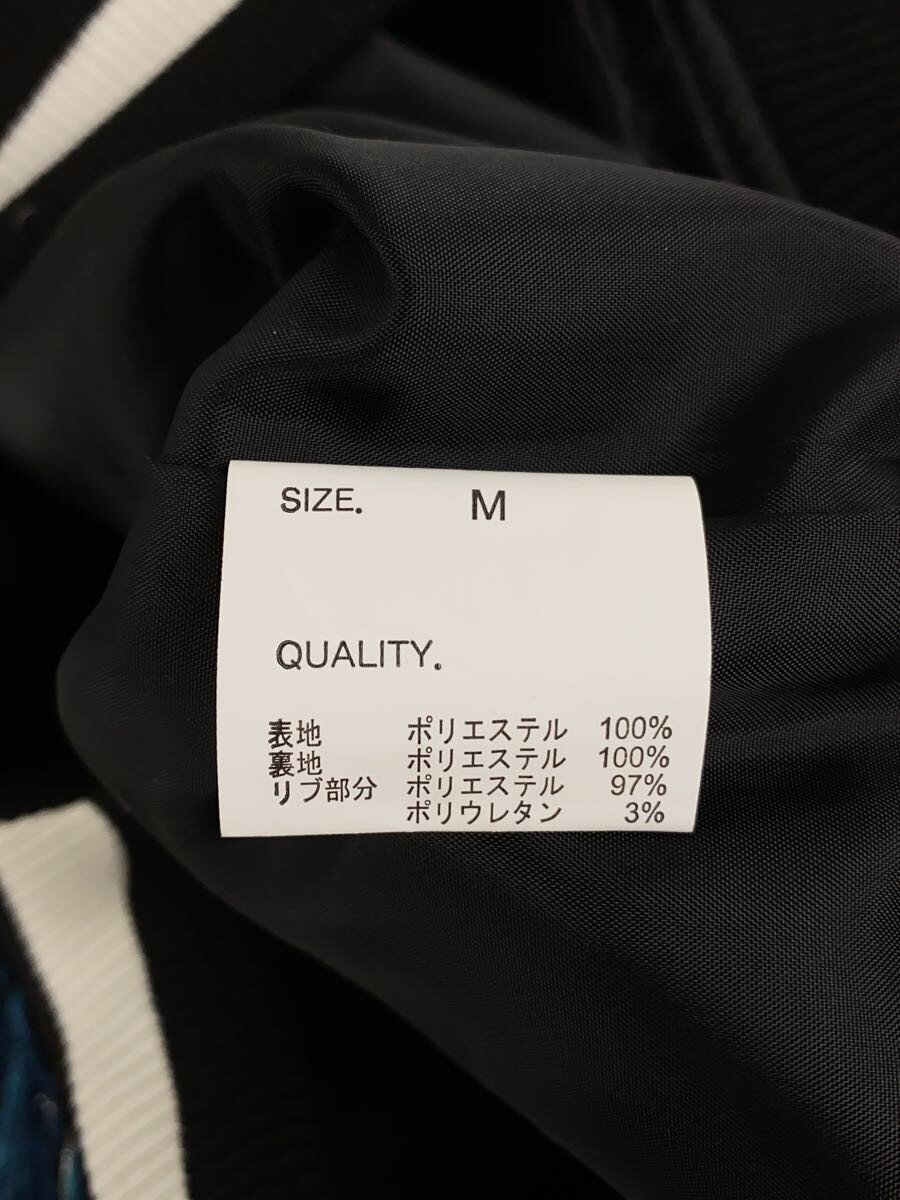 SIZE. M
QUALITY.
表地 ポリエステル 100%
裏地 ポリエステル 100%
リブ部分 ポリエステル 97%
ポリウレタン 3%